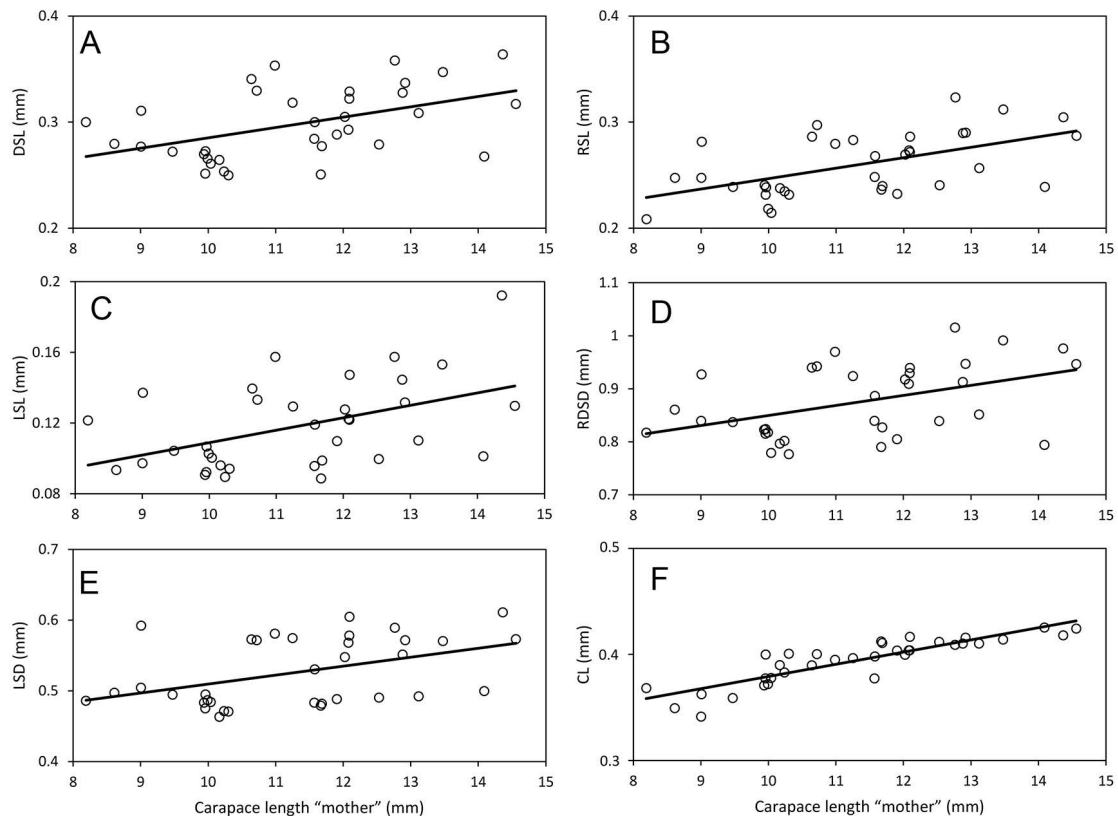 A
DSL (mm)
0.4
0.3
0.2
8 9 10 11 12 13 14 15
B
RSL (mm)
0.4
0.3
0.2
8 9 10 11 12 13 14 15
C
LSL (mm)
0.2
0.16
0.12
0.08
8 9 10 11 12 13 14 15
D
RDSD (mm)
1.1
1
0.9
0.8
0.7
8 9 10 11 12 13 14 15
E
LSD (mm)
0.7
0.6
0.5
0.4
8 9 10 11 12 13 14 15
Carapace length “mother” (mm)
F
CL (mm)
0.5
0.4
0.3
8 9 10 11 12 13 14 15
Carapace length “mother” (mm)